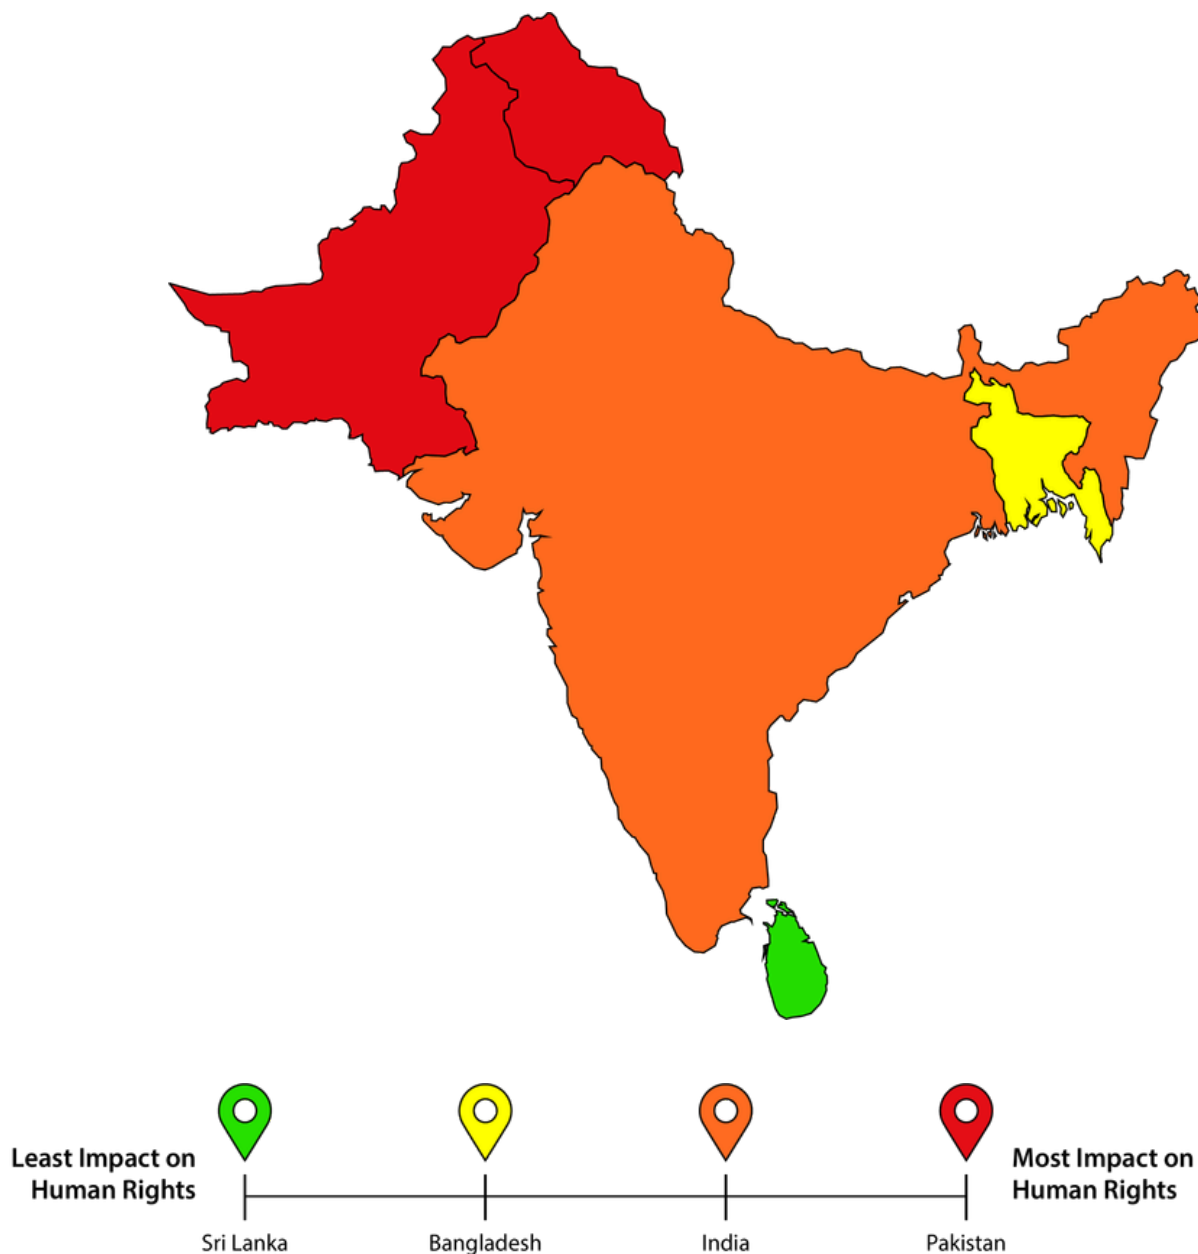 Least Impact on
Human Rights
Most Impact on
Human Rights
Sri Lanka
Bangladesh
India
Pakistan